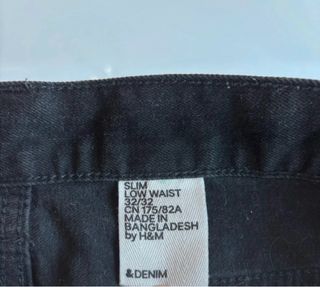 SLIM
LOW WAIST
32/32
CN 175/82A
MADE IN
BANGLADESH
by H&M
&DENIM